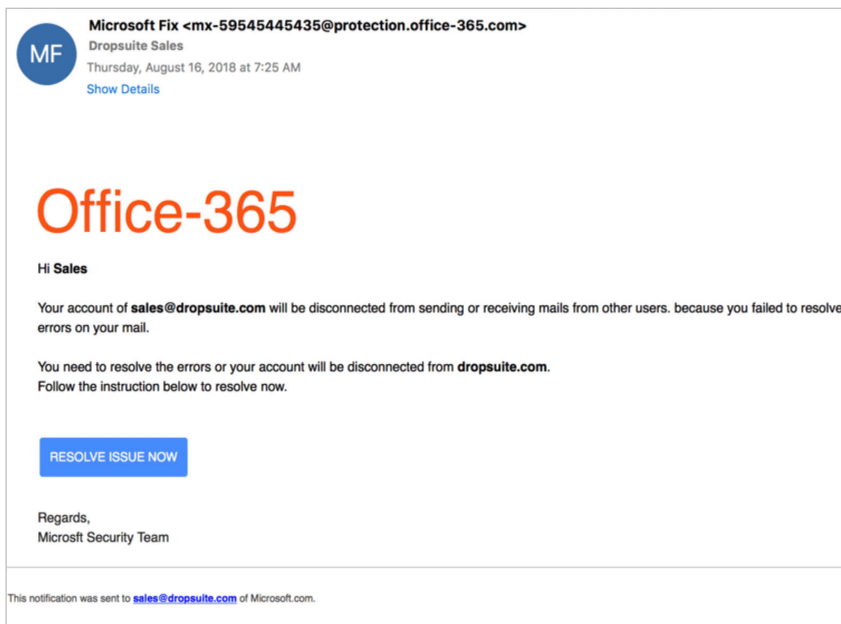 MF
Microsoft Fix <mx-59545445435@protection.office-365.com>
Dropsuite Sales
Thursday, August 16, 2018 at 7:25 AM
Show Details
Office-365
Hi Sales
Your account of sales@dropsuite.com will be disconnected from sending or receiving mails from other users. because you failed to resolve
errors on your mail.
You need to resolve the errors or your account will be disconnected from dropsuite.com.
Follow the instruction below to resolve now.
RESOLVE ISSUE NOW
Regards,
Microsft Security Team
This notification was sent to sales@dropsuite.com of Microsoft.com.